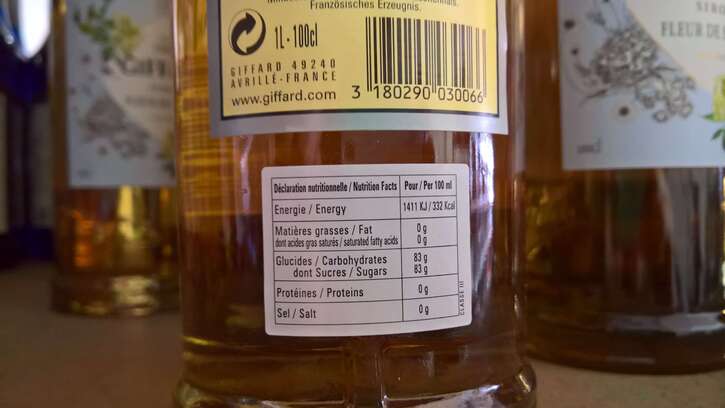 Französisches Erzeugnis.
1L - 100cl
GIFFARD 49240
AVRILLÉ-FRANCE
www.giffard.com
3 180290 030066
Déclaration nutritionnelle / Nutrition Facts Pour / Per 100 ml
Energie / Energy 1411 KJ / 332 Kcal
Matières grasses / Fat 0 g
dont acides gras saturés / saturated fatty acids 0 g
Glucides / Carbohydrates 83 g
dont Sucres / Sugars 83 g
Protéines / Proteins 0 g
Sel / Salt 0 g
CLASSE III
FLEUR DE